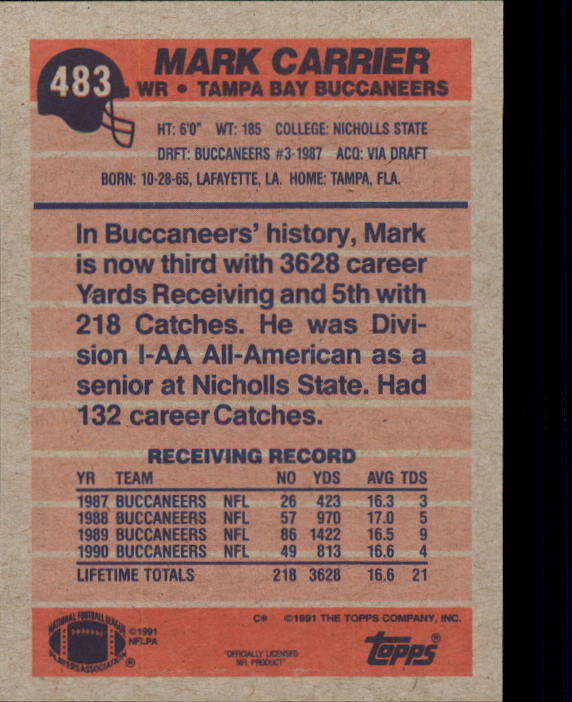 483
MARK CARRIER
WR • TAMPA BAY BUCCANEERS
HT: 6'0" WT: 185 COLLEGE: NICHOLLS STATE
DRFT: BUCCANEERS #3-1987 ACQ: VIA DRAFT
BORN: 10-28-65, LAFAYETTE, LA. HOME: TAMPA, FLA.
In Buccaneers' history, Mark
is now third with 3628 career
Yards Receiving and 5th with
218 Catches. He was Divi-
sion I-AA All-American as a
senior at Nicholls State. Had
132 career Catches.
RECEIVING RECORD
YR TEAM NO YDS AVG TDS
1987 BUCCANEERS NFL 26 423 16.3 3
1988 BUCCANEERS NFL 57 970 17.0 5
1989 BUCCANEERS NFL 86 1422 16.5 9
1990 BUCCANEERS NFL 49 813 16.6 4
LIFETIME TOTALS 218 3628 16.6 21
C* ©1991 THE TOPPS COMPANY, INC.
NATIONAL FOOTBALL LEAGUE
PLAYERS ASSOCIATION
®
©1991
NFLPA
"OFFICIALLY LICENSED
NFL PRODUCT"
topps®